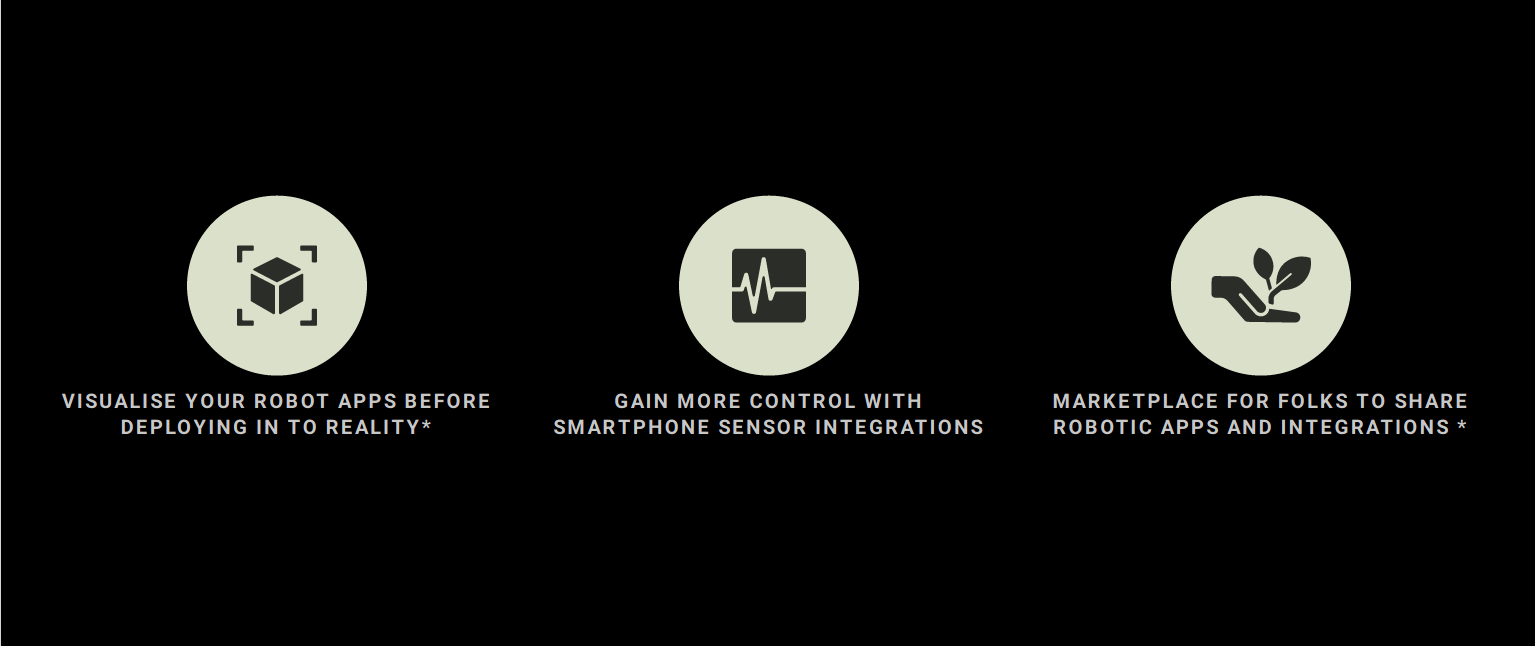 VISUALISE YOUR ROBOT APPS BEFORE
DEPLOYING IN TO REALITY*
GAIN MORE CONTROL WITH
SMARTPHONE SENSOR INTEGRATIONS
MARKETPLACE FOR FOLKS TO SHARE
ROBOTIC APPS AND INTEGRATIONS *